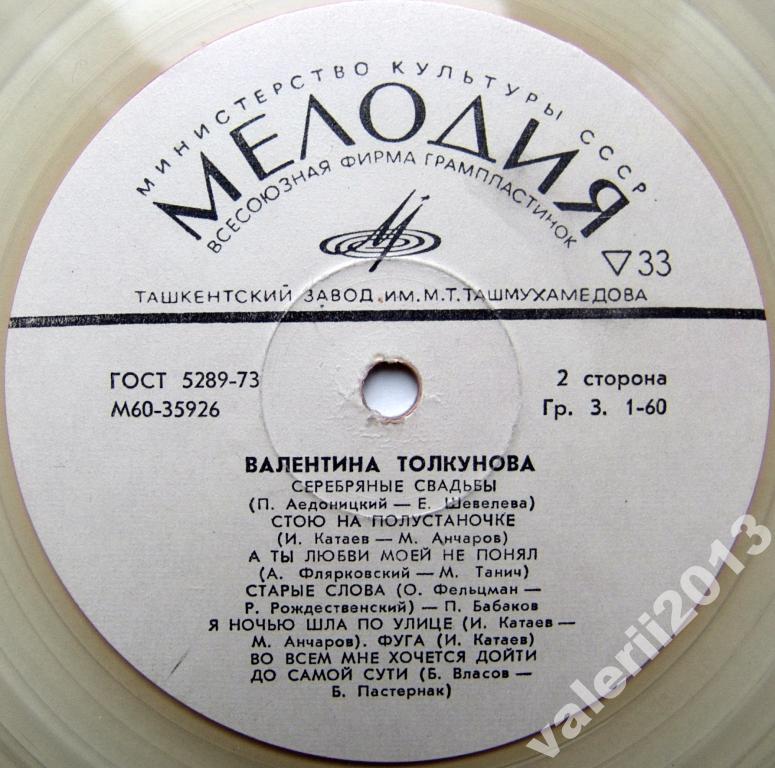 МИНИСТЕРСТВО КУЛЬТУРЫ СССР
МЕЛОДИЯ
ВСЕСОЮЗНАЯ ФИРМА ГРАМПЛАСТИНОК
▽33
ТАШКЕНТСКИЙ ЗАВОД ИМ. М.Т. ТАШМУХАМЕДОВА
ГОСТ 5289-73
М60-35926
2 сторона
Гр. 3. 1-60
ВАЛЕНТИНА ТОЛКУНОВА
СЕРЕБРЯНЫЕ СВАДЬБЫ
(П. Аедоницкий — Е. Шевелева)
СТОЮ НА ПОЛУСТАНОЧКЕ
(И. Катаев — М. Анчаров)
А ТЫ ЛЮБВИ МОЕЙ НЕ ПОНЯЛ
(А. Флярковский — М. Танич)
СТАРЫЕ СЛОВА (О. Фельцман —
Р. Рождественский) — П. Бабаков
Я НОЧЬЮ ШЛА ПО УЛИЦЕ (И. Катаев —
М. Анчаров). ФУГА (И. Катаев)
ВО ВСЕМ МНЕ ХОЧЕТСЯ ДОЙТИ
ДО САМОЙ СУТИ (Б. Власов —
Б. Пастернак)
valerii2013